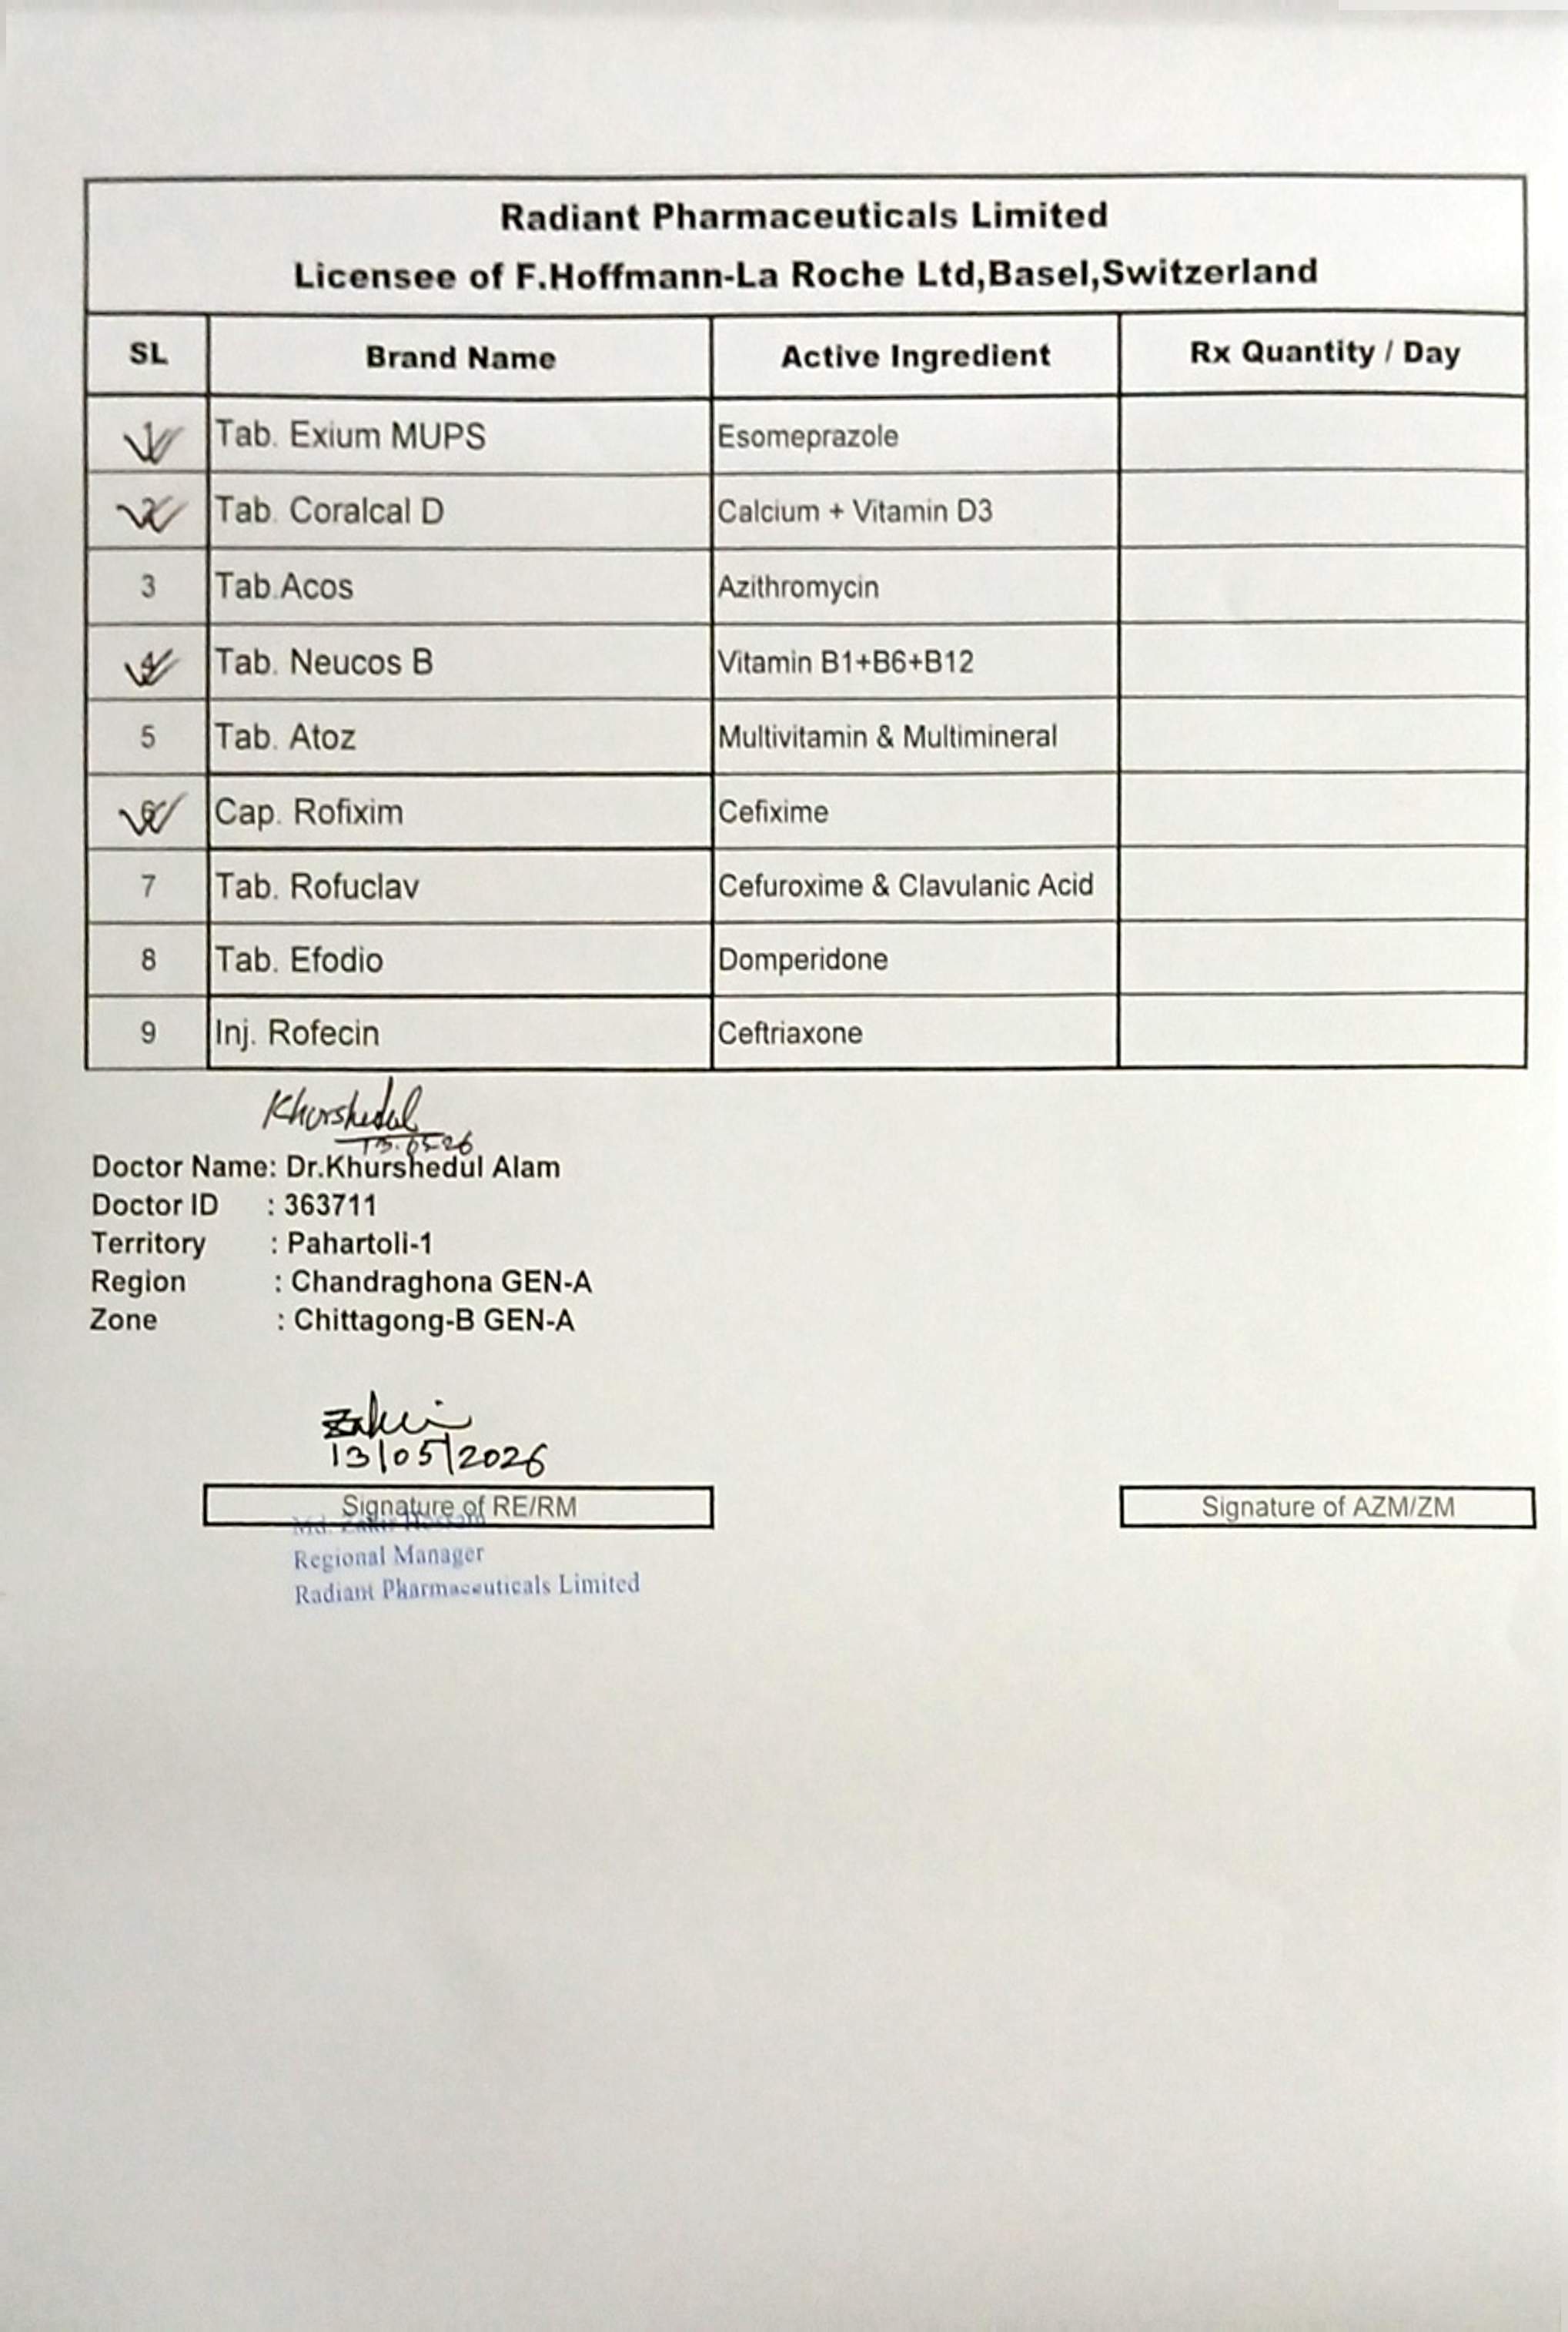 Radiant Pharmaceuticals Limited
Licensee of F.Hoffmann-La Roche Ltd,Basel,Switzerland
SL Brand Name Active Ingredient Rx Quantity / Day
1 Tab. Exium MUPS Esomeprazole
2 Tab. Coralcal D Calcium + Vitamin D3
3 Tab.Acos Azithromycin
4 Tab. Neucos B Vitamin B1+B6+B12
5 Tab. Atoz Multivitamin & Multimineral
6 Cap. Rofixim Cefixime
7 Tab. Rofuclav Cefuroxime & Clavulanic Acid
8 Tab. Efodio Domperidone
9 Inj. Rofecin Ceftriaxone
Khurshedul
13.05.26
Doctor Name: Dr.Khurshedul Alam
Doctor ID : 363711
Territory : Pahartoli-1
Region : Chandraghona GEN-A
Zone : Chittagong-B GEN-A
13/05/2026
Signature of RE/RM Signature of AZM/ZM
Md. Zakir Hossain
Regional Manager
Radiant Pharmaceuticals Limited